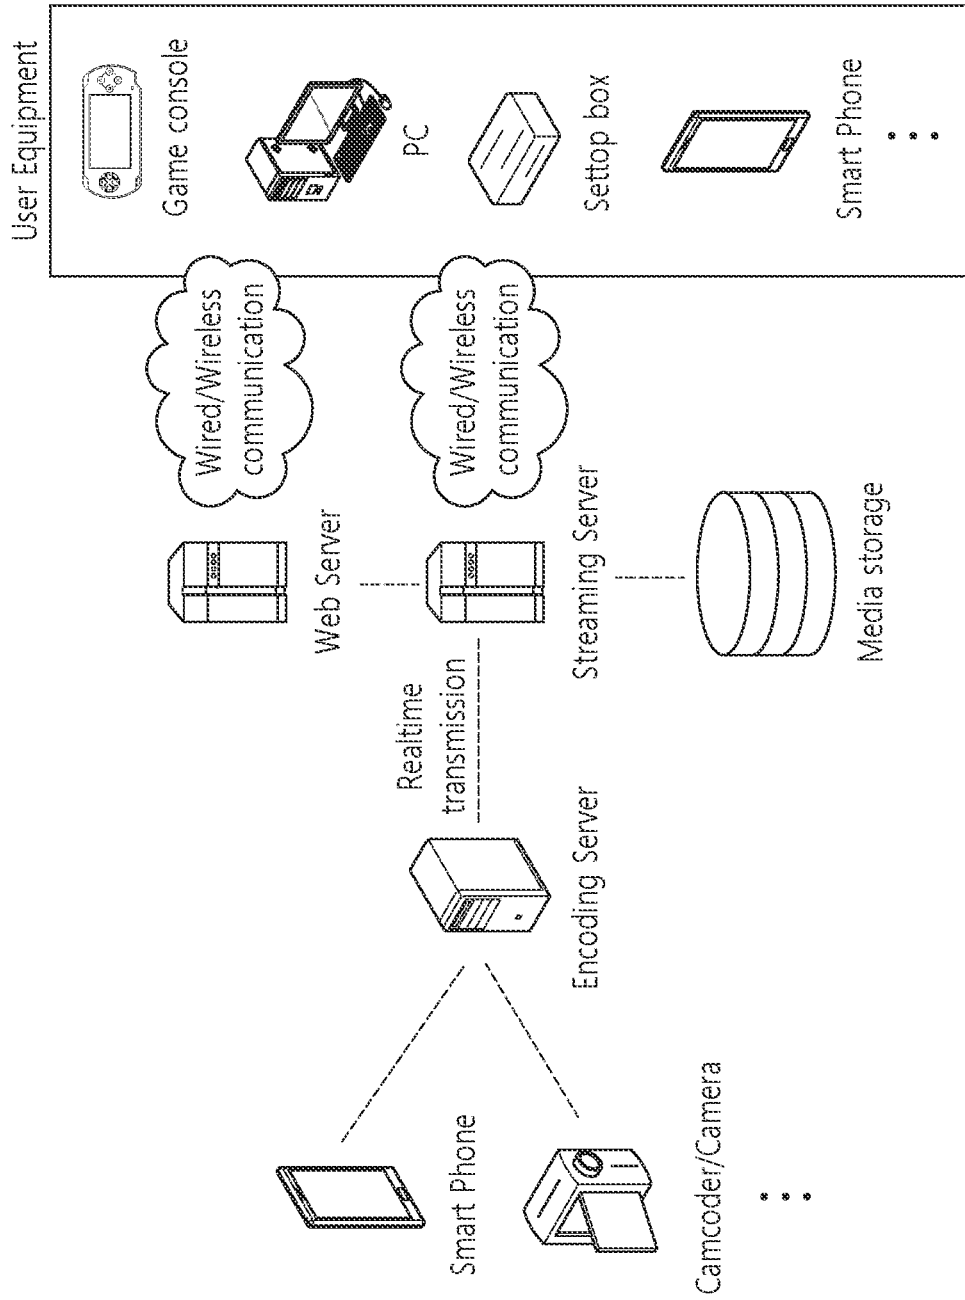 User Equipment
Game console
PC
Settop box
Smart Phone
Wired/Wireless
communication
Wired/Wireless
communication
Web Server
Streaming Server
Media storage
Realtime
transmission
Encoding Server
Smart Phone
Camcoder/Camera